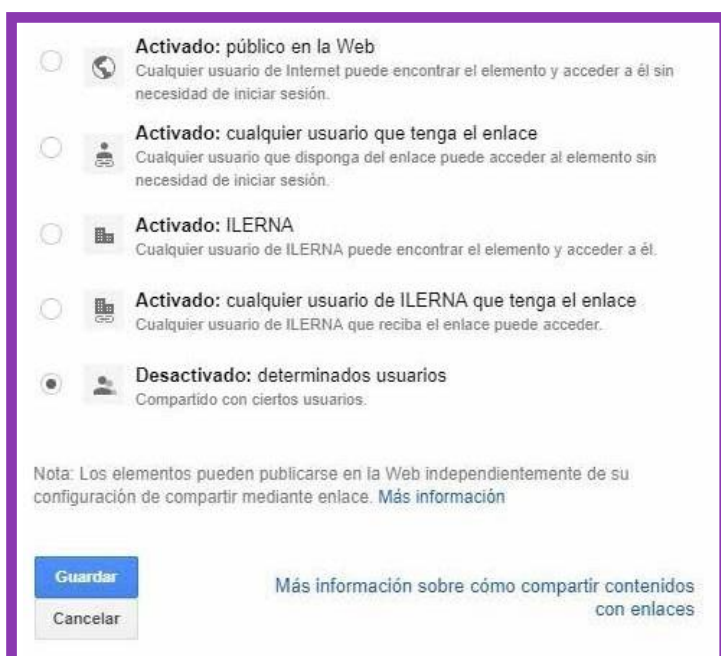 Activado: público en la Web
Cualquier usuario de Internet puede encontrar el elemento y acceder a él sin
necesidad de iniciar sesión.
Activado: cualquier usuario que tenga el enlace
Cualquier usuario que disponga del enlace puede acceder al elemento sin
necesidad de iniciar sesión.
Activado: ILERNA
Cualquier usuario de ILERNA puede encontrar el elemento y acceder a él.
Activado: cualquier usuario de ILERNA que tenga el enlace
Cualquier usuario de ILERNA que reciba el enlace puede acceder.
Desactivado: determinados usuarios
Compartido con ciertos usuarios.
Nota: Los elementos pueden publicarse en la Web independientemente de su
configuración de compartir mediante enlace. Más información
Guardar
Más información sobre cómo compartir contenidos
con enlaces
Cancelar